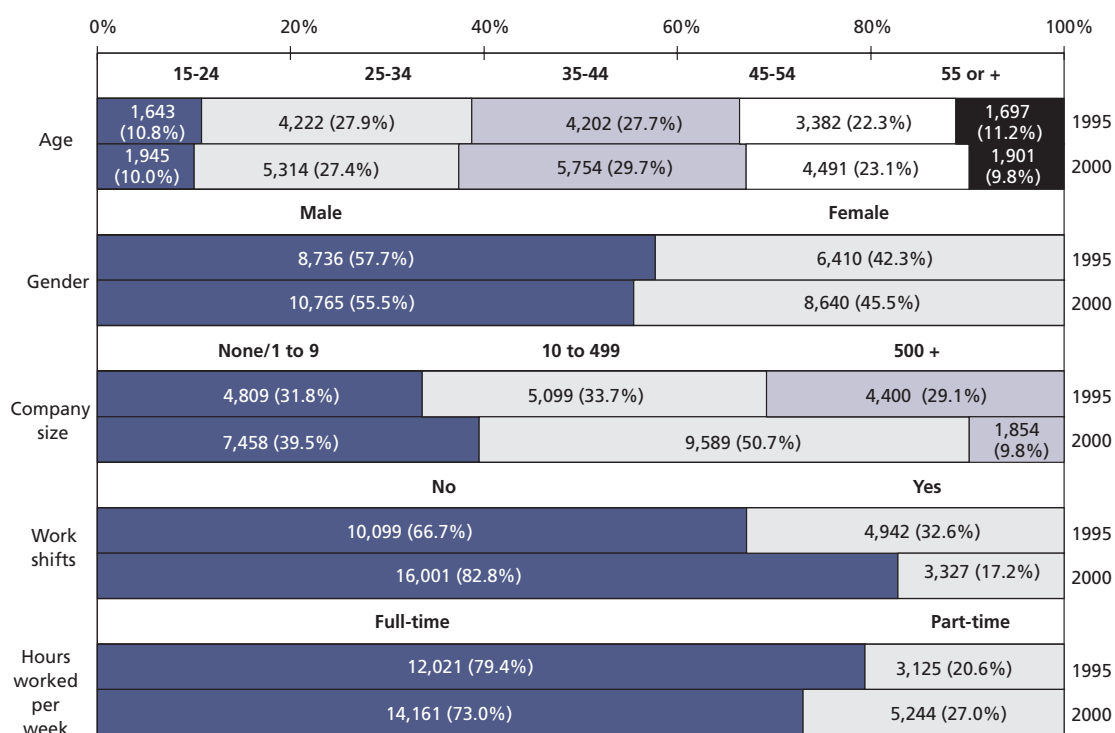 0% 20% 40% 60% 80% 100%
15-24 25-34 35-44 45-54 55 or +
Age
1,643
(10.8%)
4,222 (27.9%)
4,202 (27.7%)
3,382 (22.3%)
1,697
(11.2%)
1995
1,945
(10.0%)
5,314 (27.4%)
5,754 (29.7%)
4,491 (23.1%)
1,901
(9.8%)
2000
Male Female
Gender
8,736 (57.7%) 6,410 (42.3%) 1995
10,765 (55.5%) 8,640 (45.5%) 2000
None/1 to 9 10 to 499 500 +
Company
size
4,809 (31.8%) 5,099 (33.7%) 4,400 (29.1%) 1995
7,458 (39.5%) 9,589 (50.7%)
1,854
(9.8%)
2000
No Yes
Work
shifts
10,099 (66.7%) 4,942 (32.6%) 1995
16,001 (82.8%) 3,327 (17.2%) 2000
Full-time Part-time
Hours
worked
per
week
12,021 (79.4%) 3,125 (20.6%) 1995
14,161 (73.0%) 5,244 (27.0%) 2000